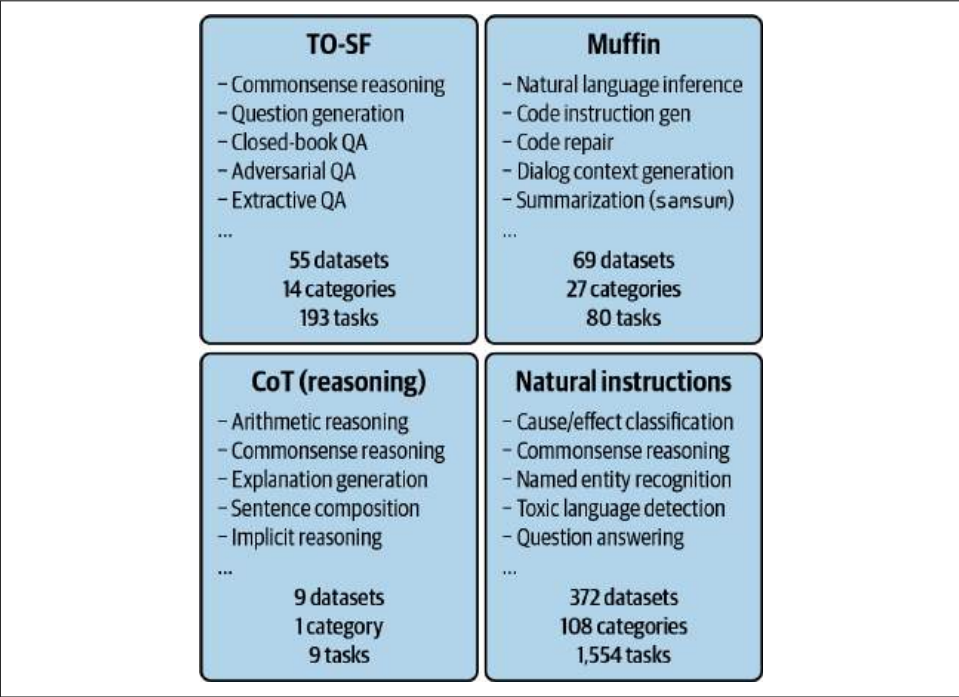 TO-SF
– Commonsense reasoning
– Question generation
– Closed-book QA
– Adversarial QA
– Extractive QA
...
55 datasets
14 categories
193 tasks
Muffin
– Natural language inference
– Code instruction gen
– Code repair
– Dialog context generation
– Summarization (samsum)
...
69 datasets
27 categories
80 tasks
CoT (reasoning)
– Arithmetic reasoning
– Commonsense reasoning
– Explanation generation
– Sentence composition
– Implicit reasoning
...
9 datasets
1 category
9 tasks
Natural instructions
– Cause/effect classification
– Commonsense reasoning
– Named entity recognition
– Toxic language detection
– Question answering
...
372 datasets
108 categories
1,554 tasks